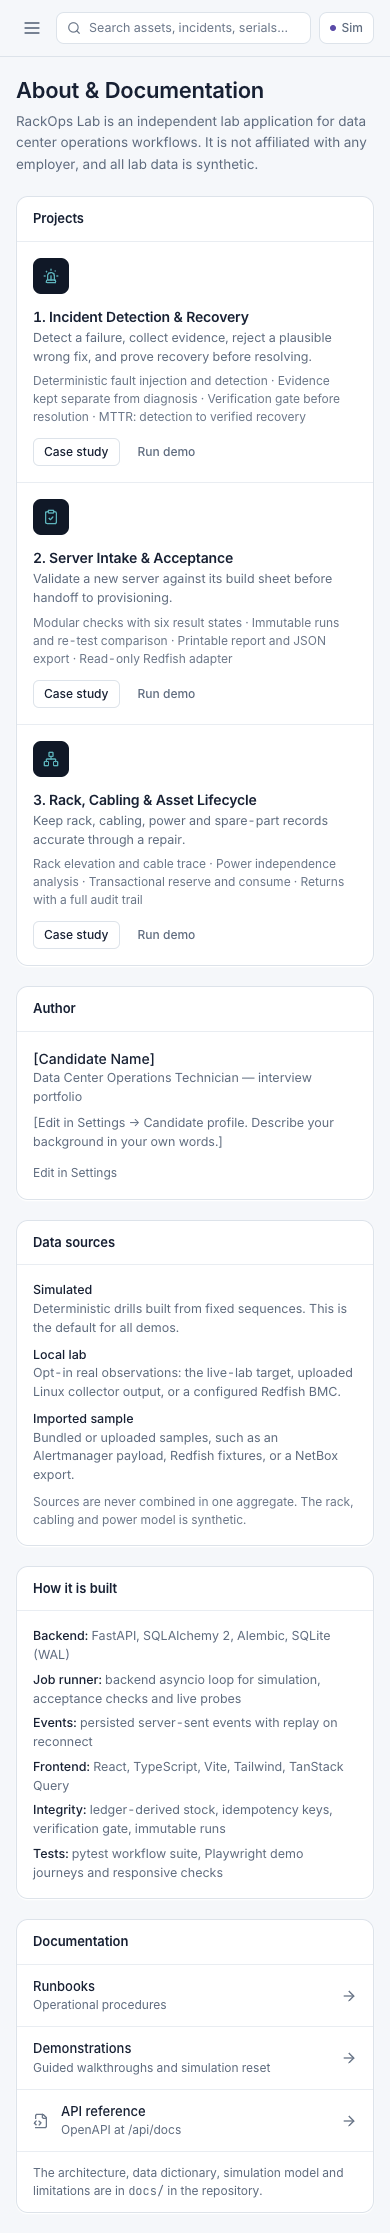 Search assets, incidents, serials...
Sim
About & Documentation
RackOps Lab is an independent lab application for data
center operations workflows. It is not affiliated with any
employer, and all lab data is synthetic.
Projects
1. Incident Detection & Recovery
Detect a failure, collect evidence, reject a plausible
wrong fix, and prove recovery before resolving.
Deterministic fault injection and detection · Evidence
kept separate from diagnosis · Verification gate before
resolution · MTTR: detection to verified recovery
Case study
Run demo
2. Server Intake & Acceptance
Validate a new server against its build sheet before
handoff to provisioning.
Modular checks with six result states · Immutable runs
and re-test comparison · Printable report and JSON
export · Read-only Redfish adapter
Case study
Run demo
3. Rack, Cabling & Asset Lifecycle
Keep rack, cabling, power and spare-part records
accurate through a repair.
Rack elevation and cable trace · Power independence
analysis · Transactional reserve and consume · Returns
with a full audit trail
Case study
Run demo
Author
[Candidate Name]
Data Center Operations Technician — interview
portfolio
[Edit in Settings → Candidate profile. Describe your
background in your own words.]
Edit in Settings
Data sources
Simulated
Deterministic drills built from fixed sequences. This is
the default for all demos.
Local lab
Opt-in real observations: the live-lab target, uploaded
Linux collector output, or a configured Redfish BMC.
Imported sample
Bundled or uploaded samples, such as an
Alertmanager payload, Redfish fixtures, or a NetBox
export.
Sources are never combined in one aggregate. The rack,
cabling and power model is synthetic.
How it is built
Backend: FastAPI, SQLAlchemy 2, Alembic, SQLite
(WAL)
Job runner: backend asyncio loop for simulation,
acceptance checks and live probes
Events: persisted server-sent events with replay on
reconnect
Frontend: React, TypeScript, Vite, Tailwind, TanStack
Query
Integrity: ledger-derived stock, idempotency keys,
verification gate, immutable runs
Tests: pytest workflow suite, Playwright demo
journeys and responsive checks
Documentation
Runbooks
Operational procedures
Demonstrations
Guided walkthroughs and simulation reset
API reference
OpenAPI at /api/docs
The architecture, data dictionary, simulation model and
limitations are in docs/ in the repository.